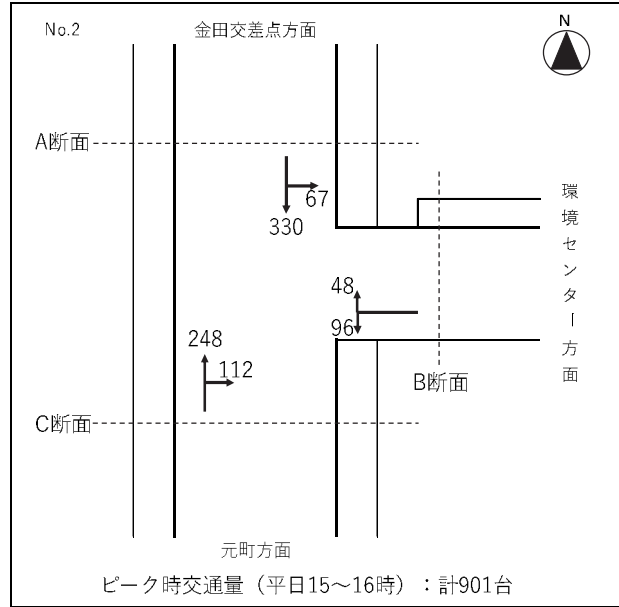 No.2
金田交差点方面
N
A断面
67
330
環境センター方面
48
96
248
112
B断面
C断面
元町方面
ピーク時交通量（平日15～16時）：計901台